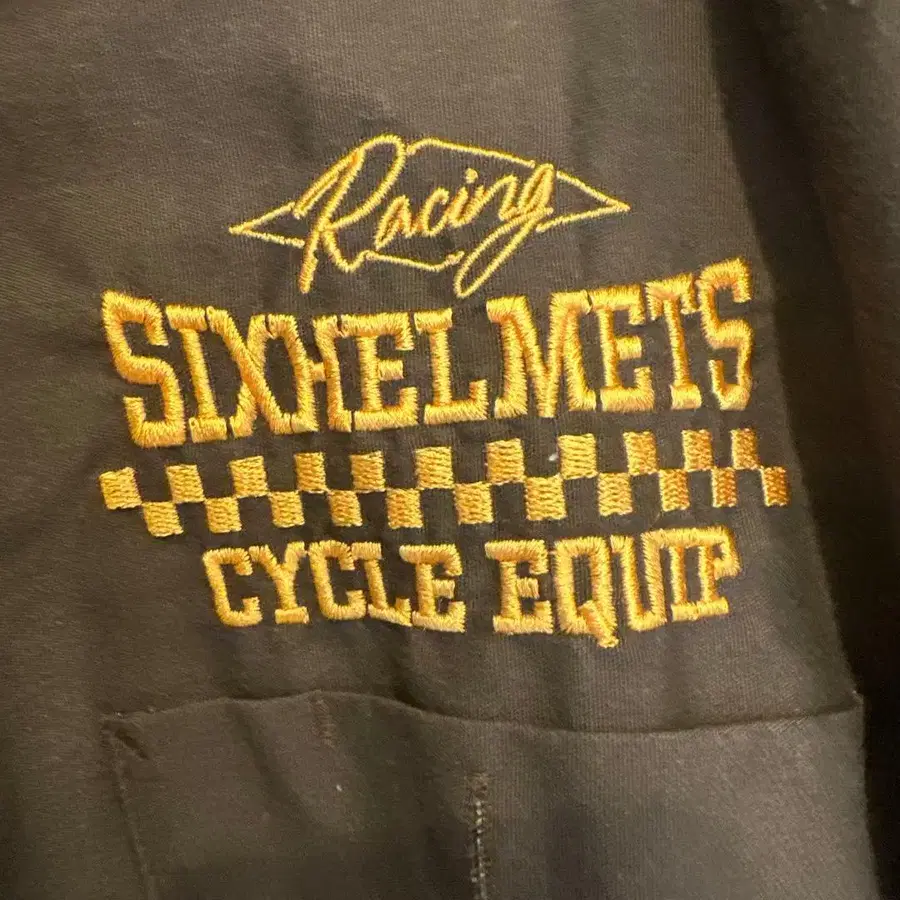 Racing
SIXHELMETS
CYCLE EQUIP